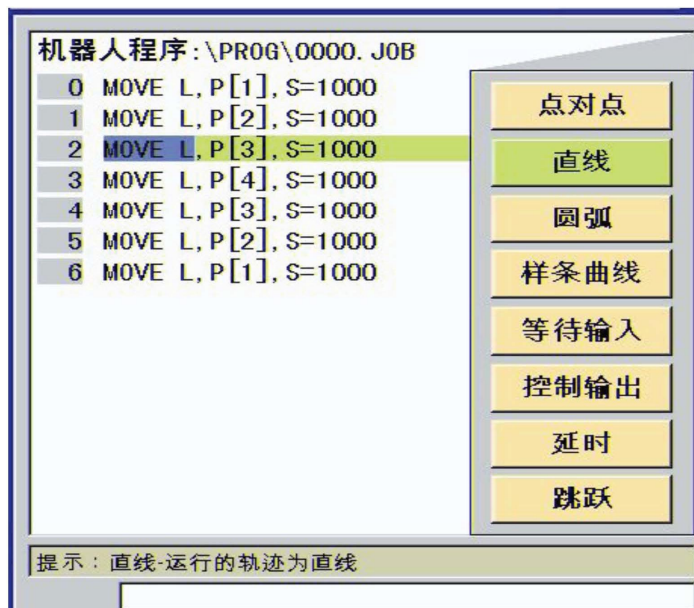 机器人程序:\PROG\0000.JOB
0 MOVE L,P[1],S=1000
1 MOVE L,P[2],S=1000
2 MOVE L,P[3],S=1000
3 MOVE L,P[4],S=1000
4 MOVE L,P[3],S=1000
5 MOVE L,P[2],S=1000
6 MOVE L,P[1],S=1000
点对点
直线
圆弧
样条曲线
等待输入
控制输出
延时
跳跃
提示:直线-运行的轨迹为直线